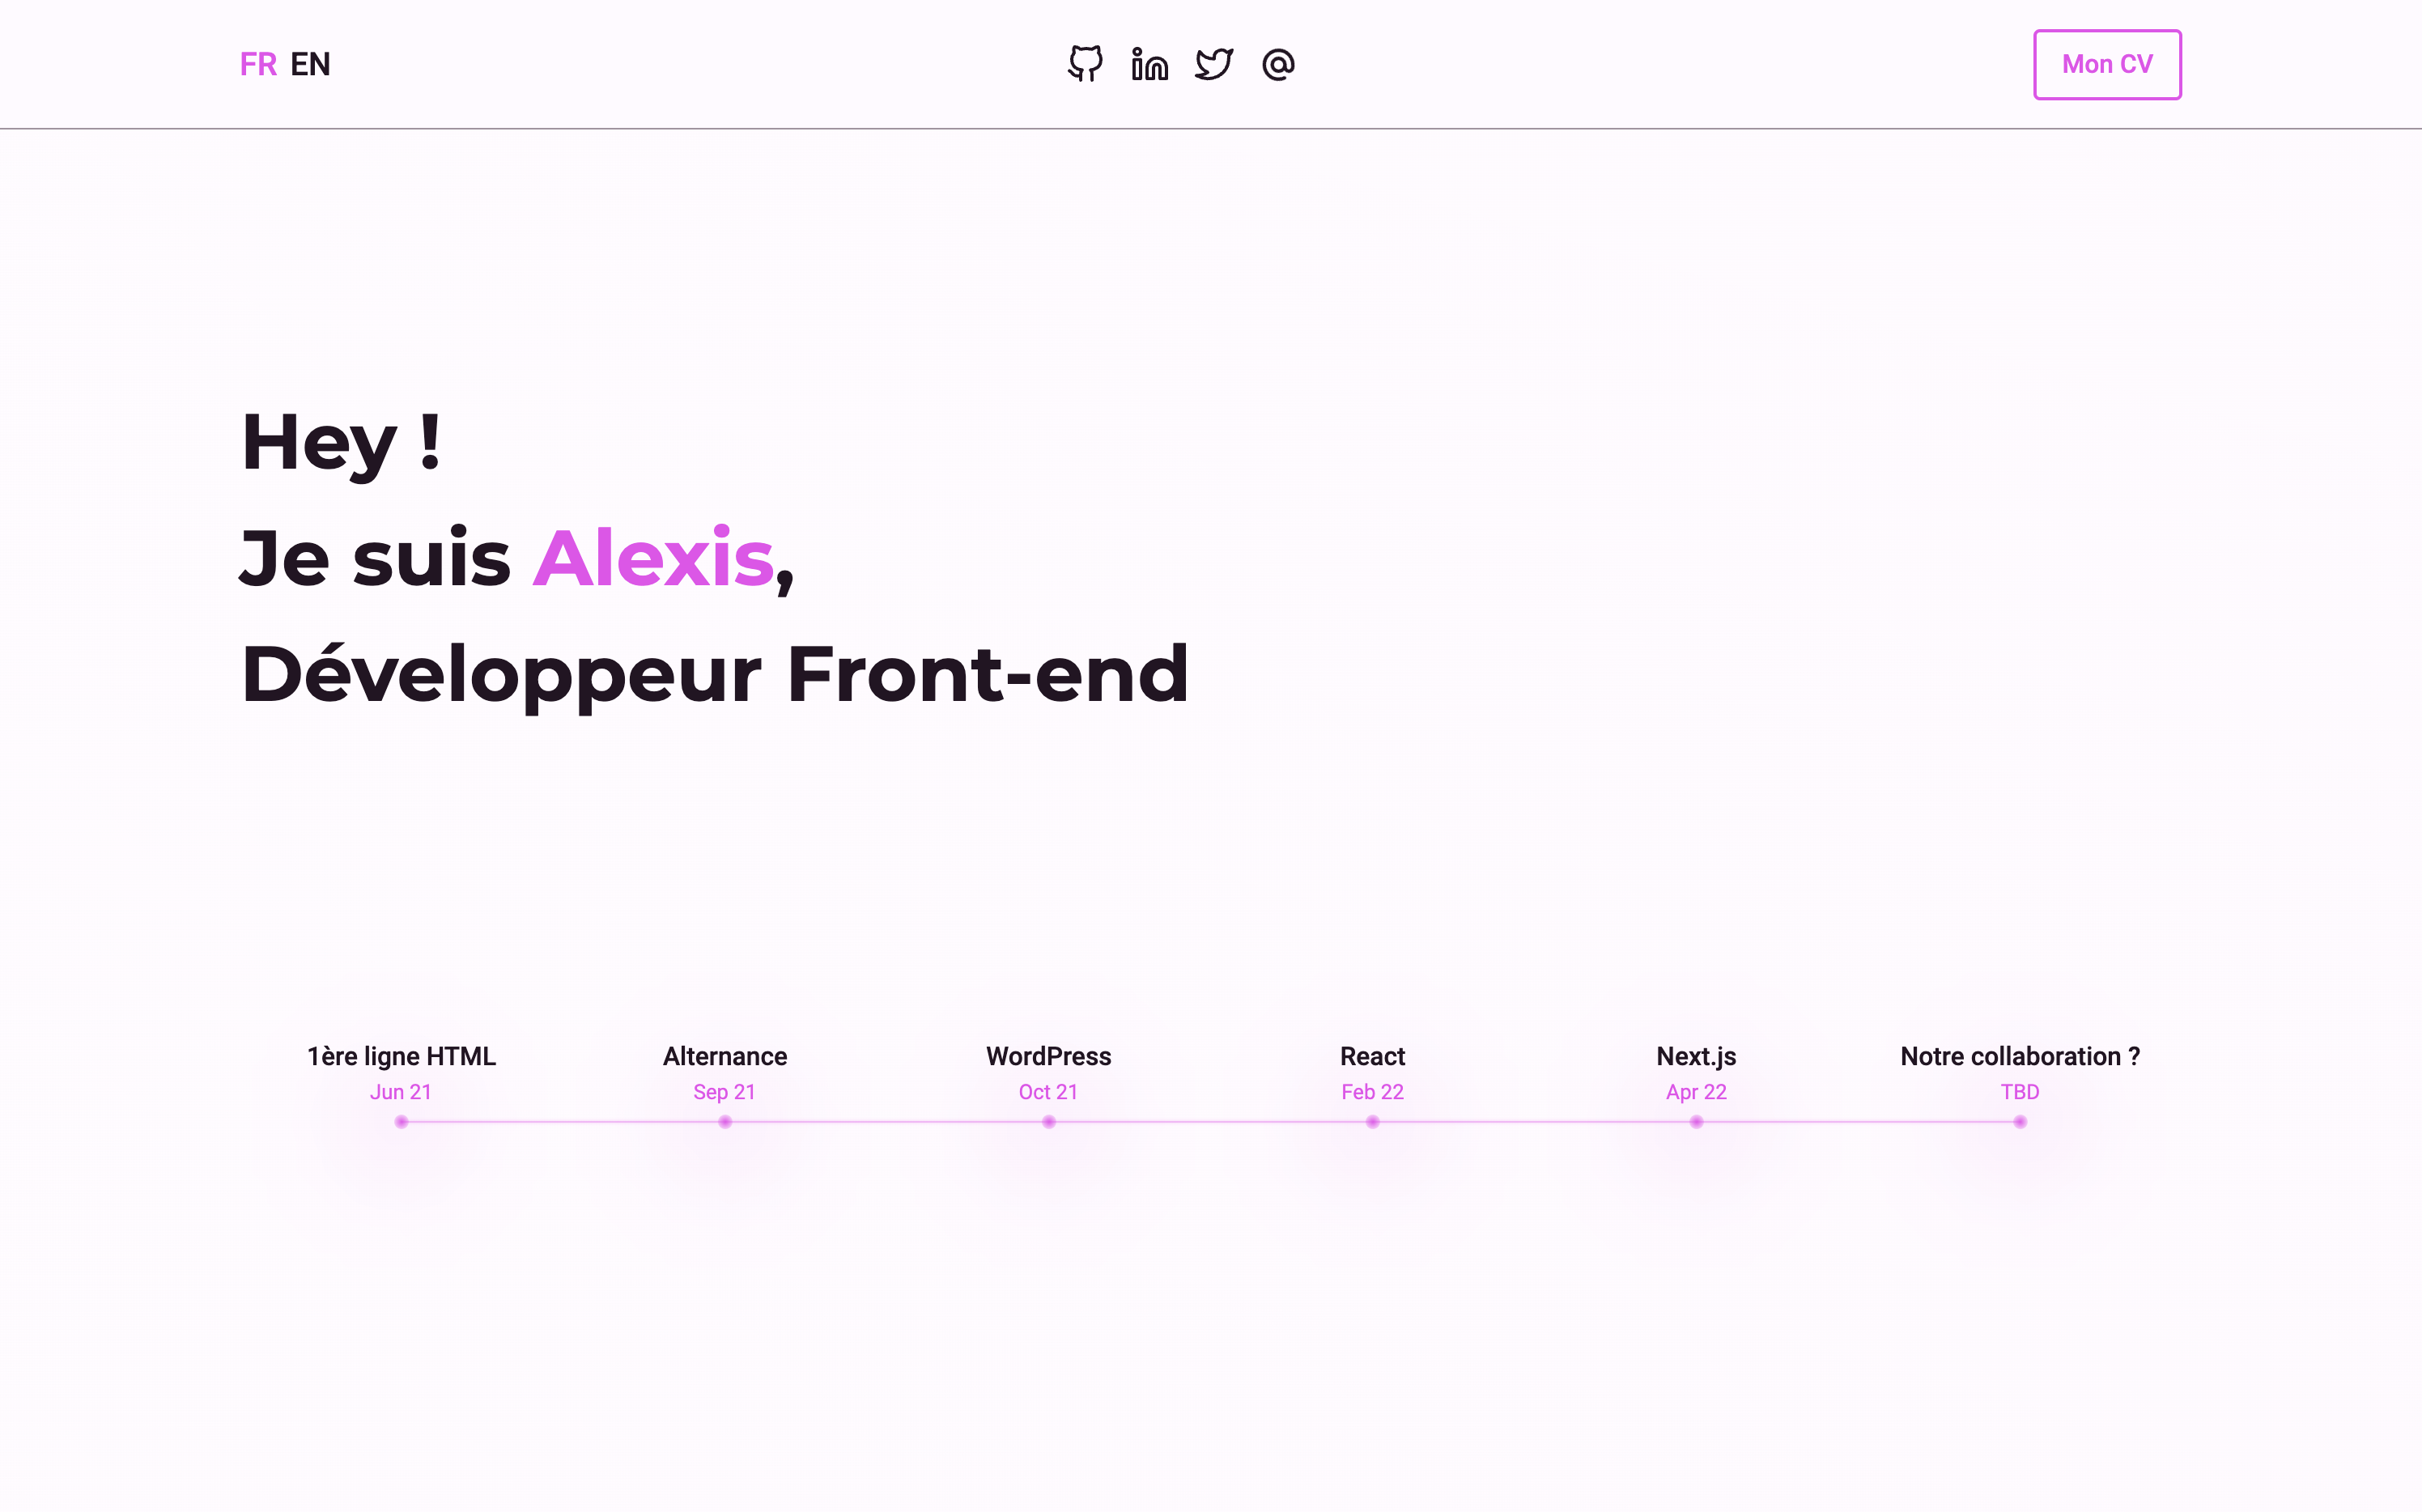 FR EN
Mon CV
Hey !
Je suis Alexis,
Développeur Front-end
1ère ligne HTML
Jun 21
Alternance
Sep 21
WordPress
Oct 21
React
Feb 22
Next.js
Apr 22
Notre collaboration ?
TBD